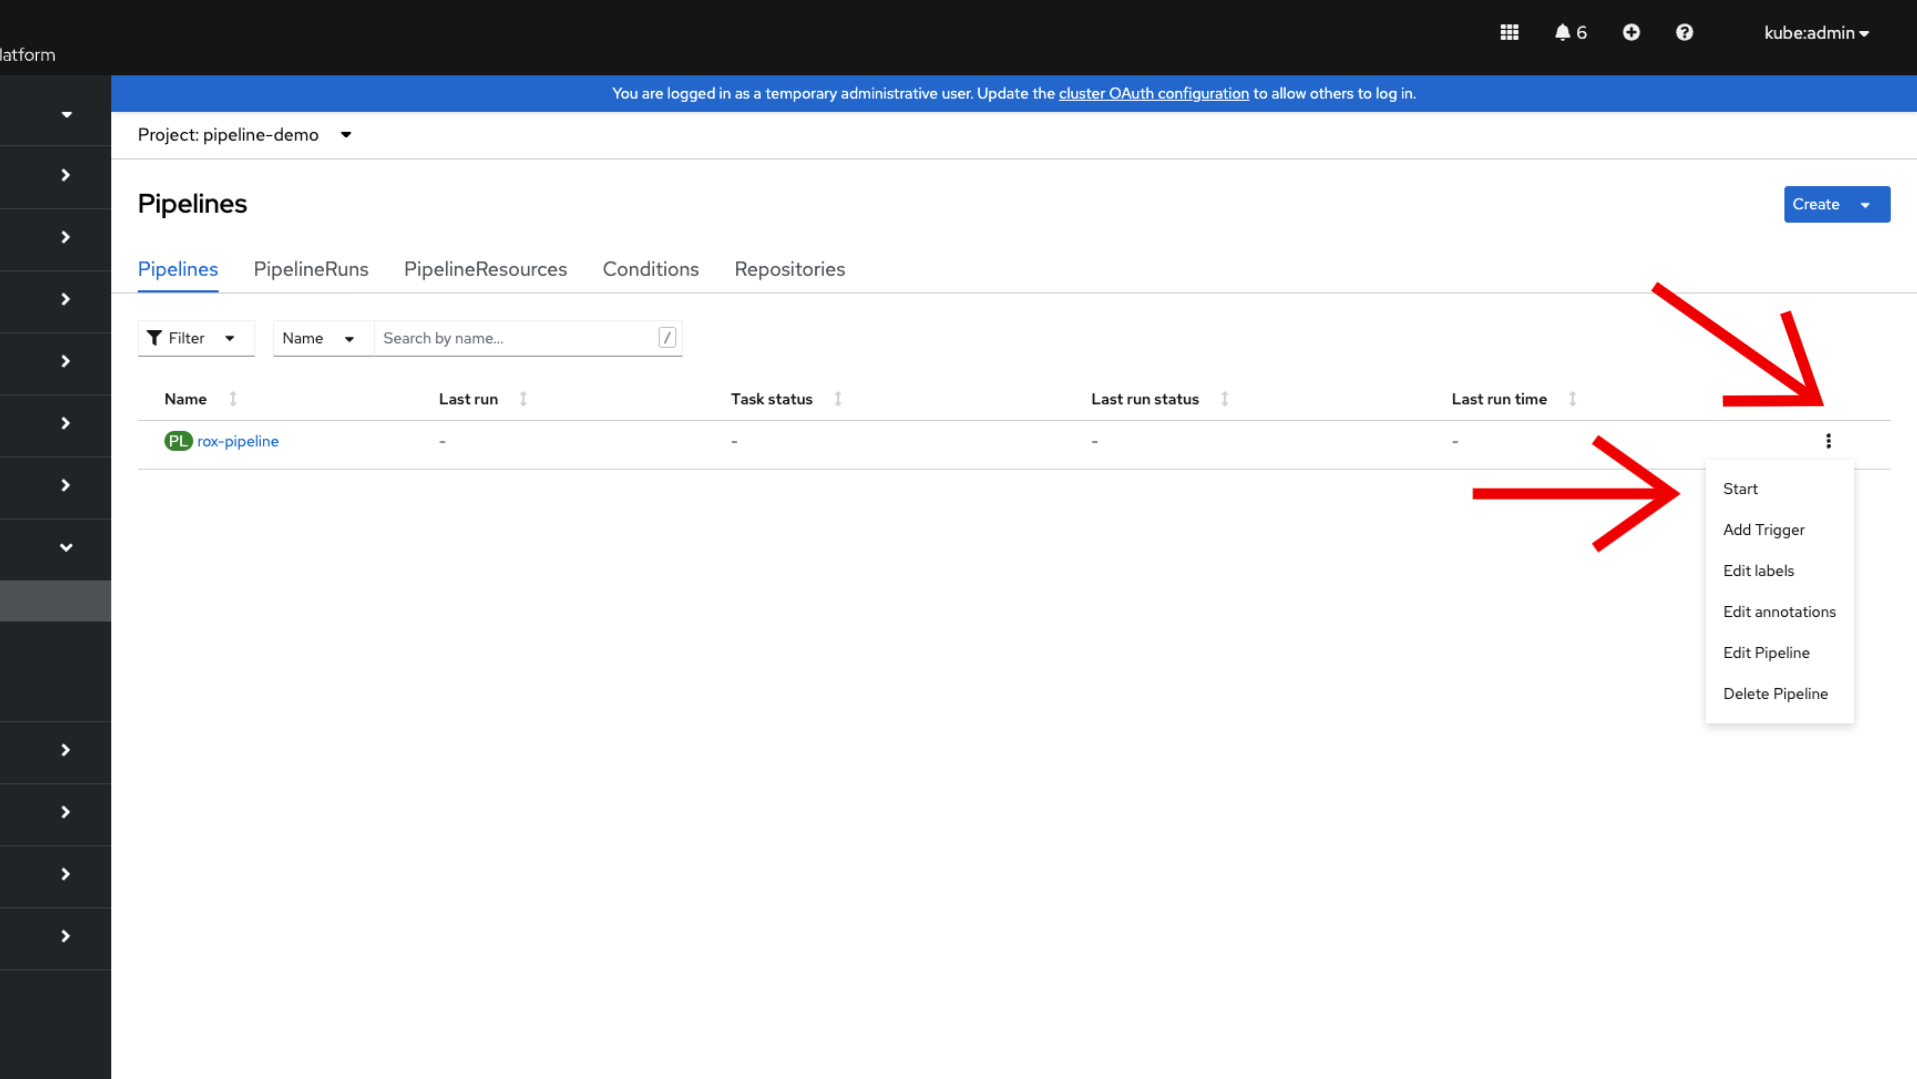 6
kube:admin
latform
You are logged in as a temporary administrative user. Update the cluster OAuth configuration to allow others to log in.
Project: pipeline-demo
Pipelines
Create
Pipelines PipelineRuns PipelineResources Conditions Repositories
Filter Name Search by name... /
Name Last run Task status Last run status Last run time
PL rox-pipeline - - - -
Start
Add Trigger
Edit labels
Edit annotations
Edit Pipeline
Delete Pipeline